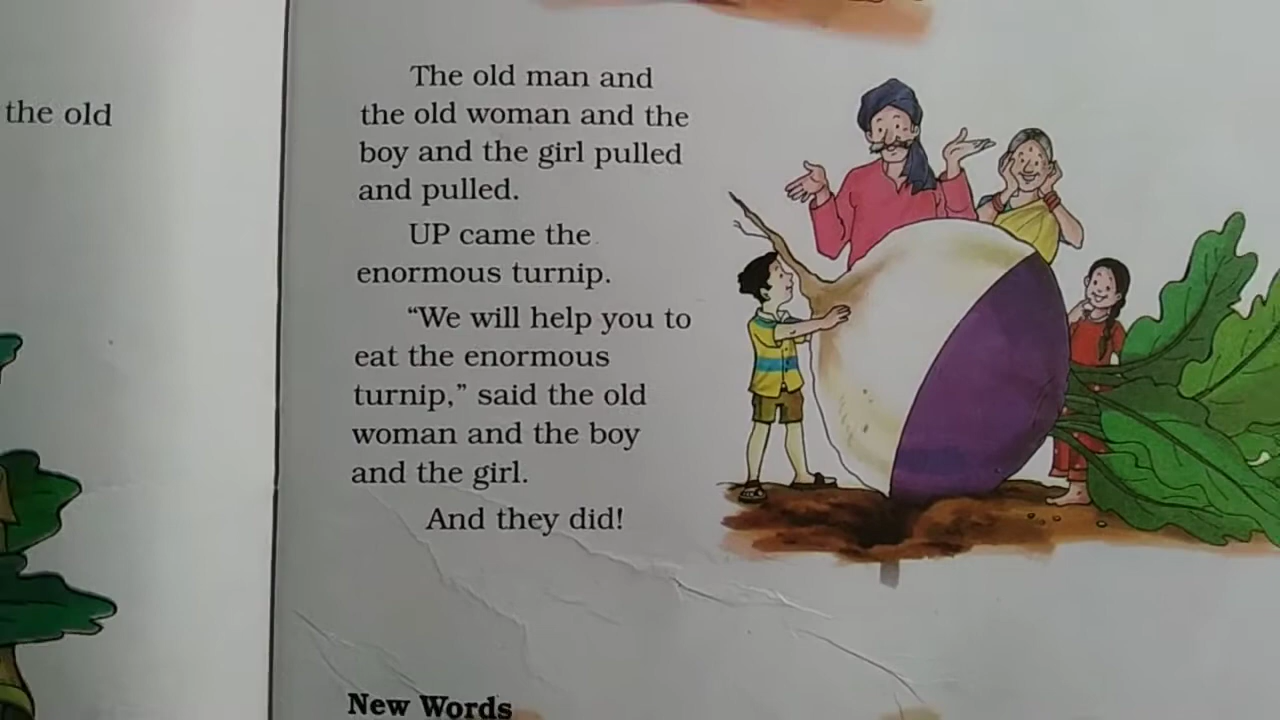 the old
The old man and
the old woman and the
boy and the girl pulled
and pulled.
UP came the
enormous turnip.
“We will help you to
eat the enormous
turnip,” said the old
woman and the boy
and the girl.
And they did!
New Words